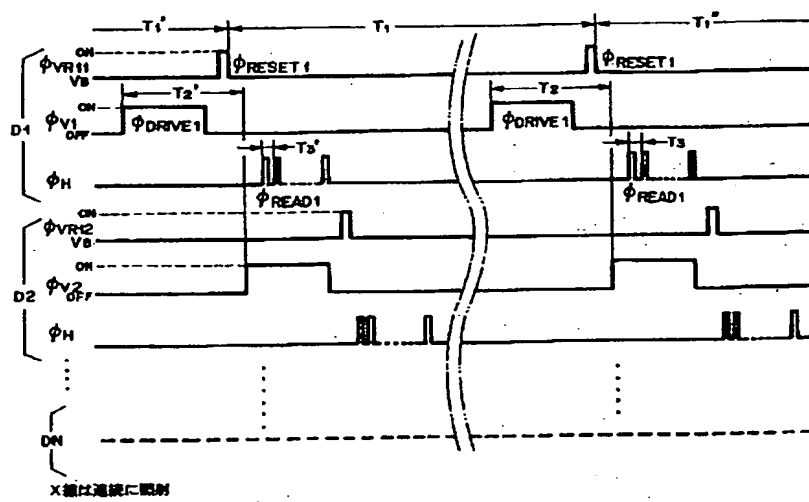 T₁' T₁ T₁"
ON
φVR11 φRESET1 φRESET1
VB
T₂' T₂
ON
D1 φV1 φDRIVE1 φDRIVE1
OFF
T₃' T₃
φH
φREAD1 φREAD1
ON
φVR12
VB
ON
D2 φV2
OFF
φH
DN
X線は連続に照射